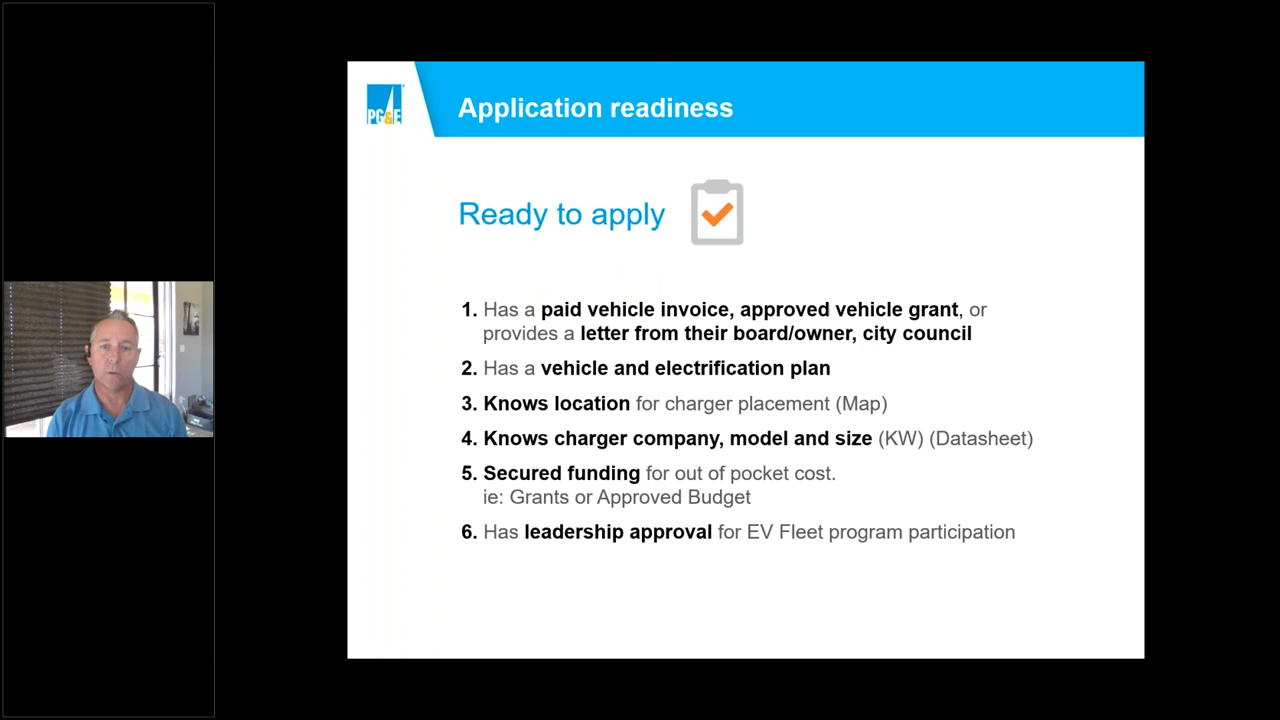 PG&E
Application readiness
Ready to apply
1. Has a paid vehicle invoice, approved vehicle grant, or
provides a letter from their board/owner, city council
2. Has a vehicle and electrification plan
3. Knows location for charger placement (Map)
4. Knows charger company, model and size (KW) (Datasheet)
5. Secured funding for out of pocket cost.
ie: Grants or Approved Budget
6. Has leadership approval for EV Fleet program participation